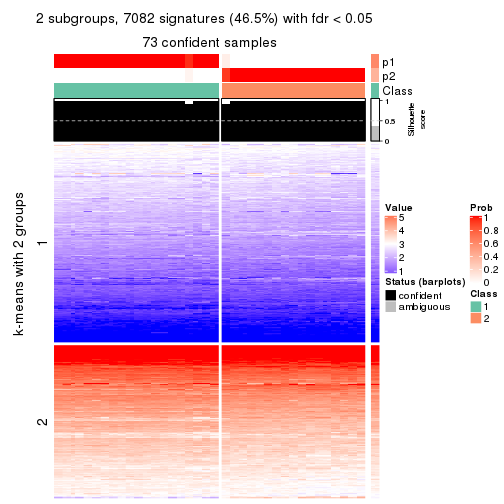 2 subgroups, 7082 signatures (46.5%) with fdr < 0.05
73 confident samples
p1
p2
Class
1
0.5
0
Silhouette
score
k-means with 2 groups
1
2
Value
5
4
3
2
1
Prob
1
0.8
0.6
0.4
0.2
0
Status (barplots)
confident
ambiguous
Class
1
2